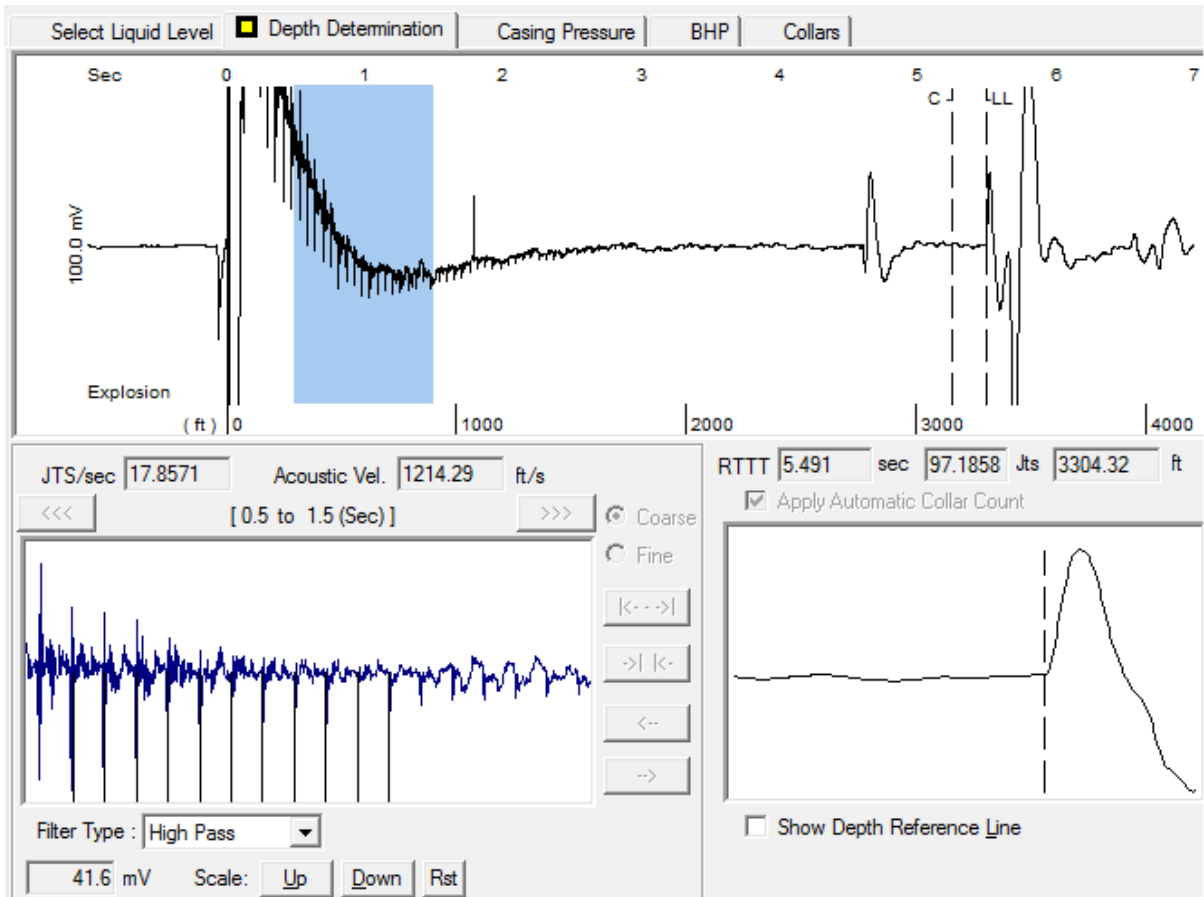 Select Liquid Level Depth Determination Casing Pressure BHP Collars
Sec 0 1 2 3 4 5 6 7
C LL
100.0 mV
Explosion
( ft ) 0 1000 2000 3000 4000
JTS/sec 17.8571 Acoustic Vel. 1214.29 ft/s
<<< [ 0.5 to 1.5 (Sec) ] >>>
Coarse
Fine
|<- - ->|
->| |<-
<--
-->
Filter Type : High Pass
41.6 mV Scale: Up Down Rst
RTTT 5.491 sec 97.1858 Jts 3304.32 ft
Apply Automatic Collar Count
Show Depth Reference Line